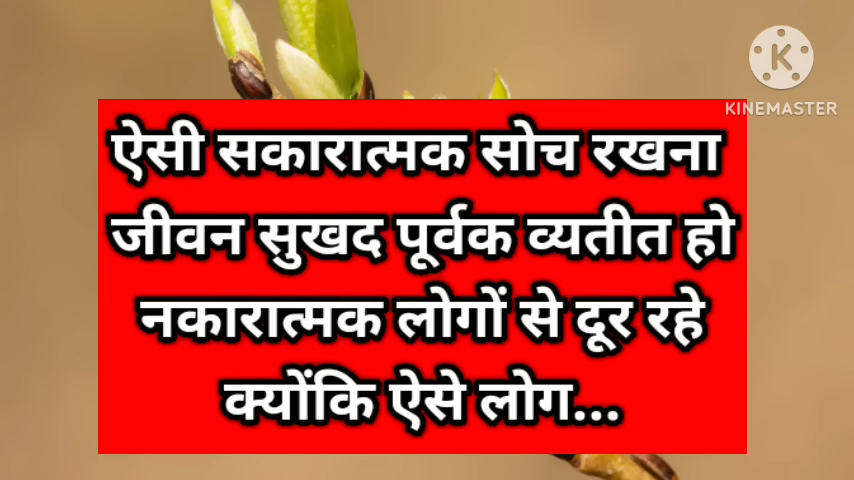 ऐसी सकारात्मक सोच रखना
जीवन सुखद पूर्वक व्यतीत हो
नकारात्मक लोगों से दूर रहे
क्योंकि ऐसे लोग...
K
KINEMASTER